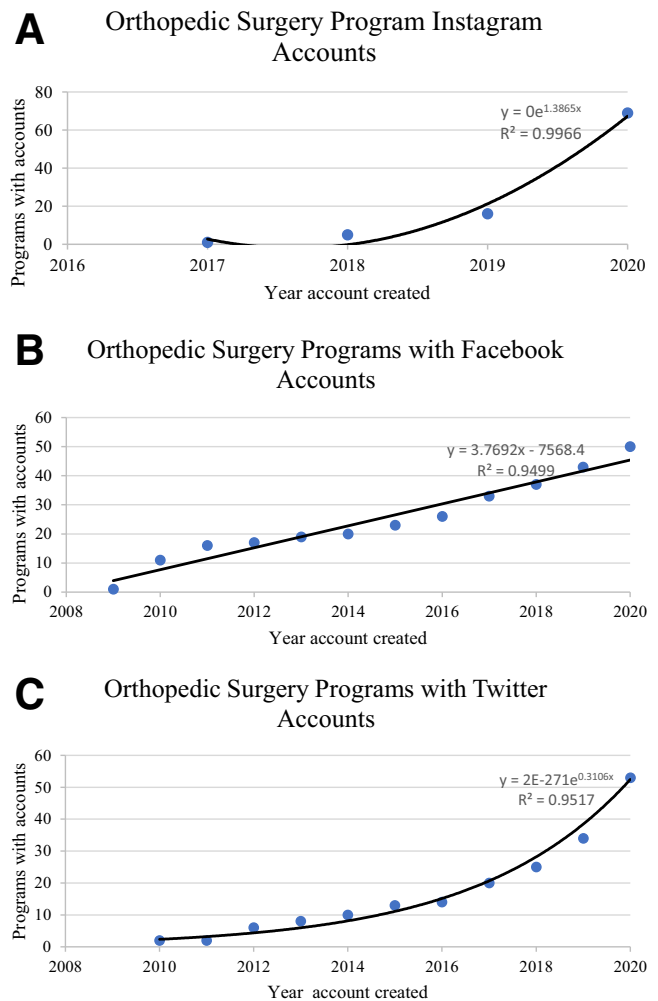 A
Orthopedic Surgery Program Instagram
Accounts
Programs with accounts
80
60
40
20
0
y = 0e^1.3865x
R² = 0.9966
2016 2017 2018 2019 2020
Year account created
B
Orthopedic Surgery Programs with Facebook
Accounts
Programs with accounts
60
50
40
30
20
10
0
y = 3.7692x - 7568.4
R² = 0.9499
2008 2010 2012 2014 2016 2018 2020
Year account created
C
Orthopedic Surgery Programs with Twitter
Accounts
Programs with accounts
60
50
40
30
20
10
0
y = 2E-271e^0.3106x
R² = 0.9517
2008 2010 2012 2014 2016 2018 2020
Year account created